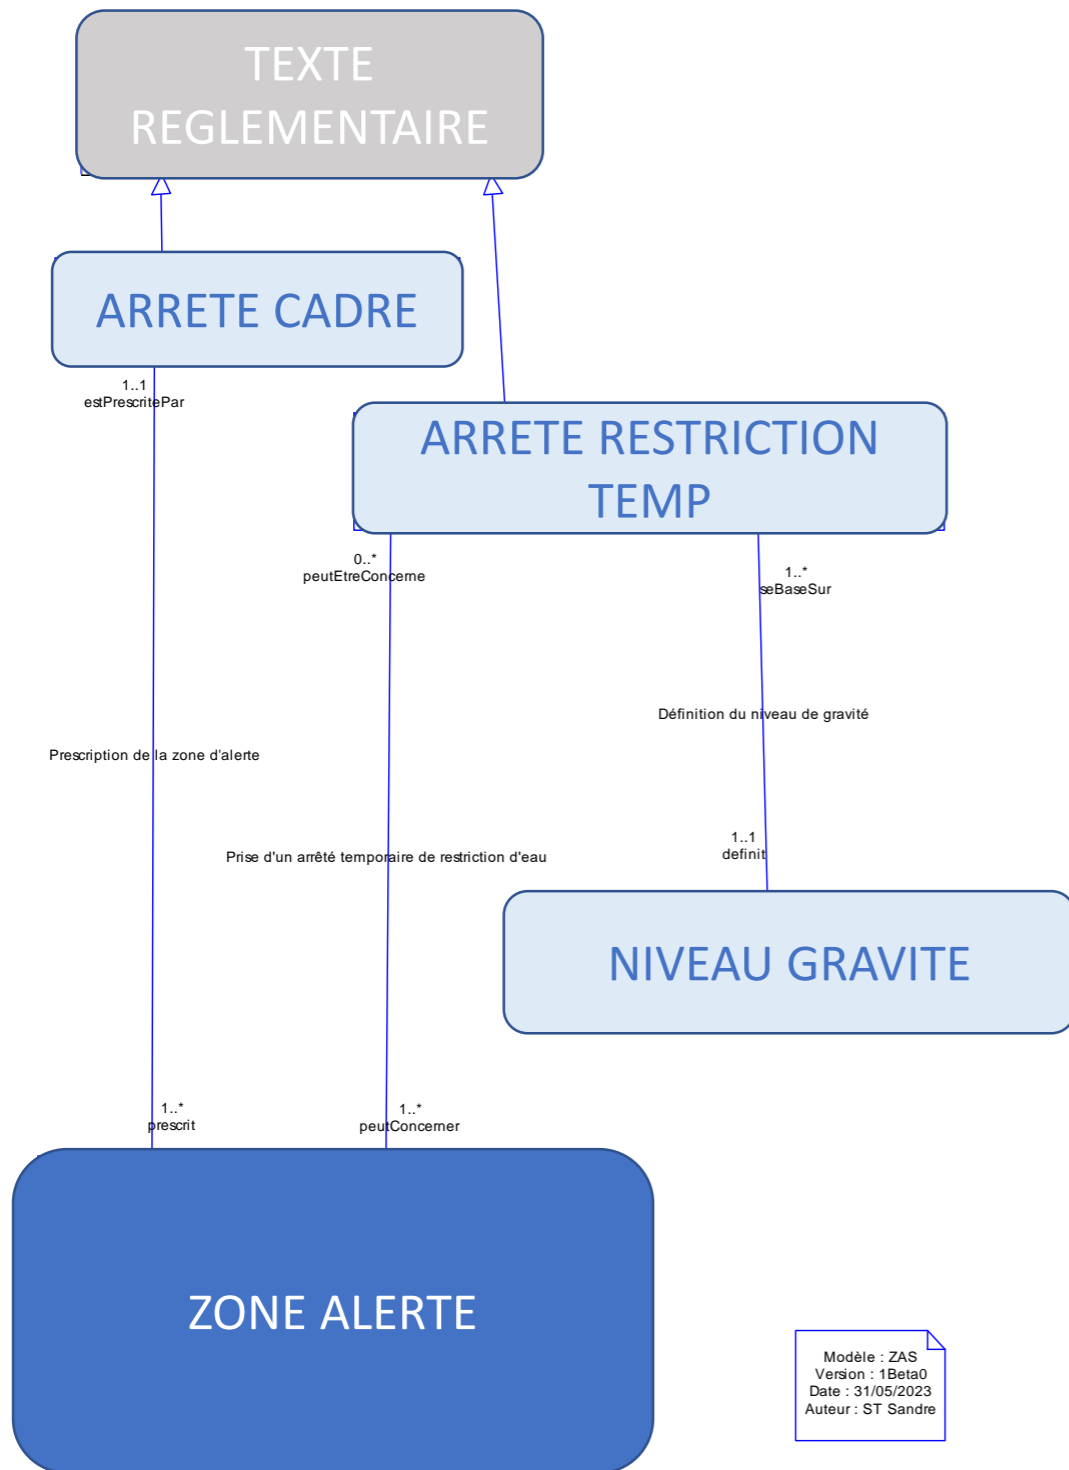 TEXTE
REGLEMENTAIRE
ARRETE CADRE
1..1
estPrescritePar
ARRETE RESTRICTION
TEMP
0..*
peutEtreConcerne
1..*
seBaseSur
Définition du niveau de gravité
Prescription de la zone d'alerte
1..1
definit
Prise d'un arrêté temporaire de restriction d'eau
NIVEAU GRAVITE
1..*
prescrit
1..*
peutConcerner
ZONE ALERTE
Modèle : ZAS
Version : 1Beta0
Date : 31/05/2023
Auteur : ST Sandre